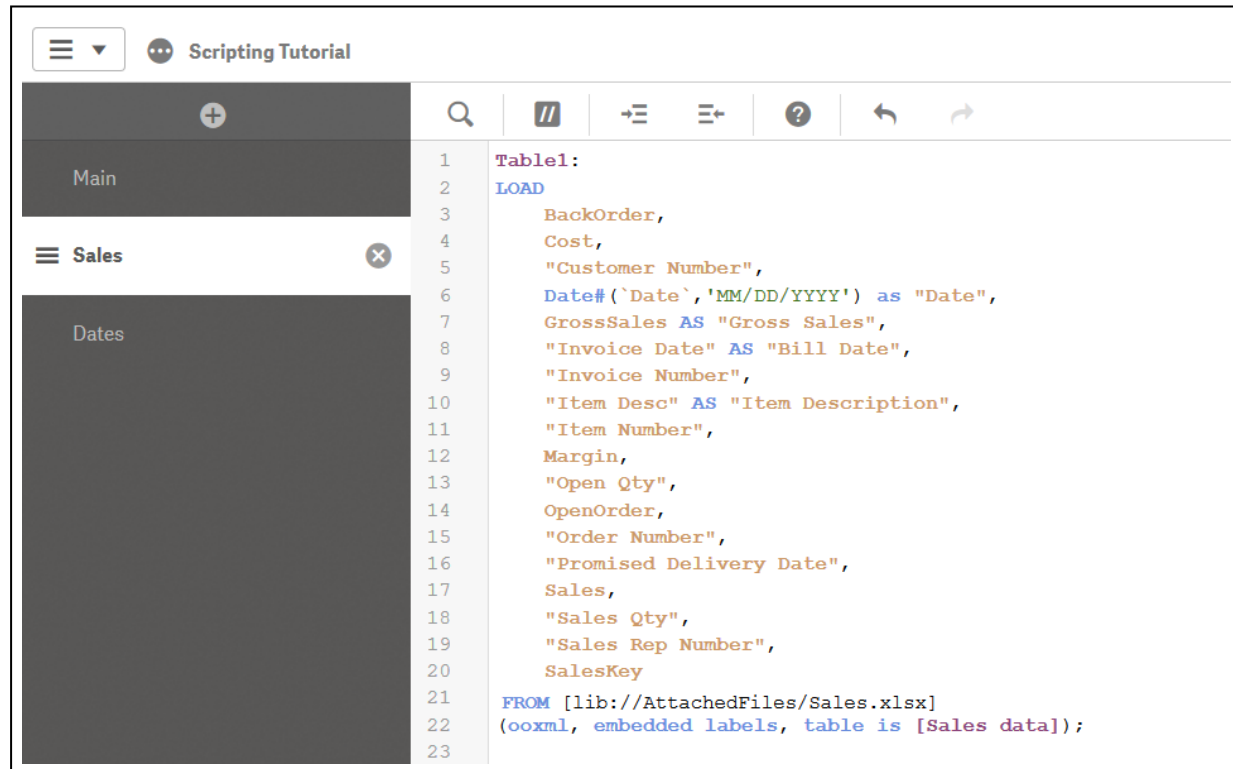 Scripting Tutorial
Main
Sales
Dates
//
?
1 Table1:
2 LOAD
3 BackOrder,
4 Cost,
5 "Customer Number",
6 Date#(`Date`,'MM/DD/YYYY') as "Date",
7 GrossSales AS "Gross Sales",
8 "Invoice Date" AS "Bill Date",
9 "Invoice Number",
10 "Item Desc" AS "Item Description",
11 "Item Number",
12 Margin,
13 "Open Qty",
14 OpenOrder,
15 "Order Number",
16 "Promised Delivery Date",
17 Sales,
18 "Sales Qty",
19 "Sales Rep Number",
20 SalesKey
21 FROM [lib://AttachedFiles/Sales.xlsx]
22 (ooxml, embedded labels, table is [Sales data]);
23